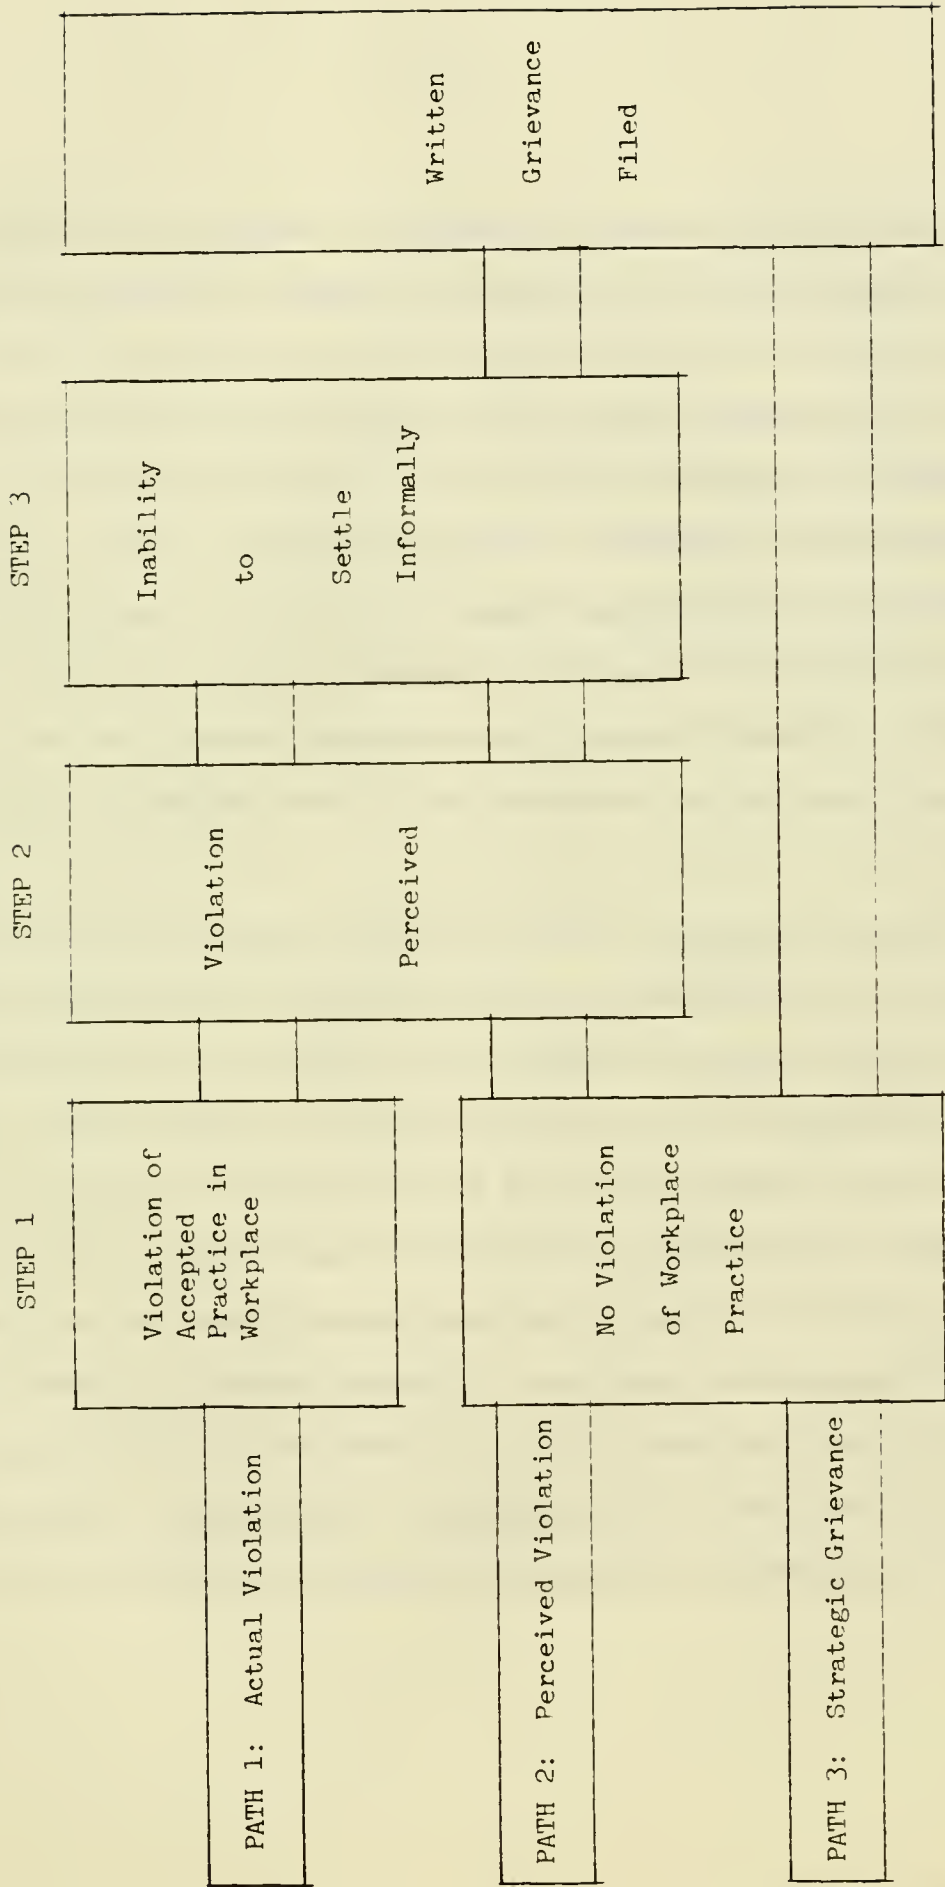 STEP 1
STEP 2
STEP 3
PATH 1: Actual Violation
Violation of
Accepted
Practice in
Workplace
Violation
Perceived
Inability
to
Settle
Informally
Written
Grievance
Filed
PATH 2: Perceived Violation
No Violation
of Workplace
Practice
PATH 3: Strategic Grievance